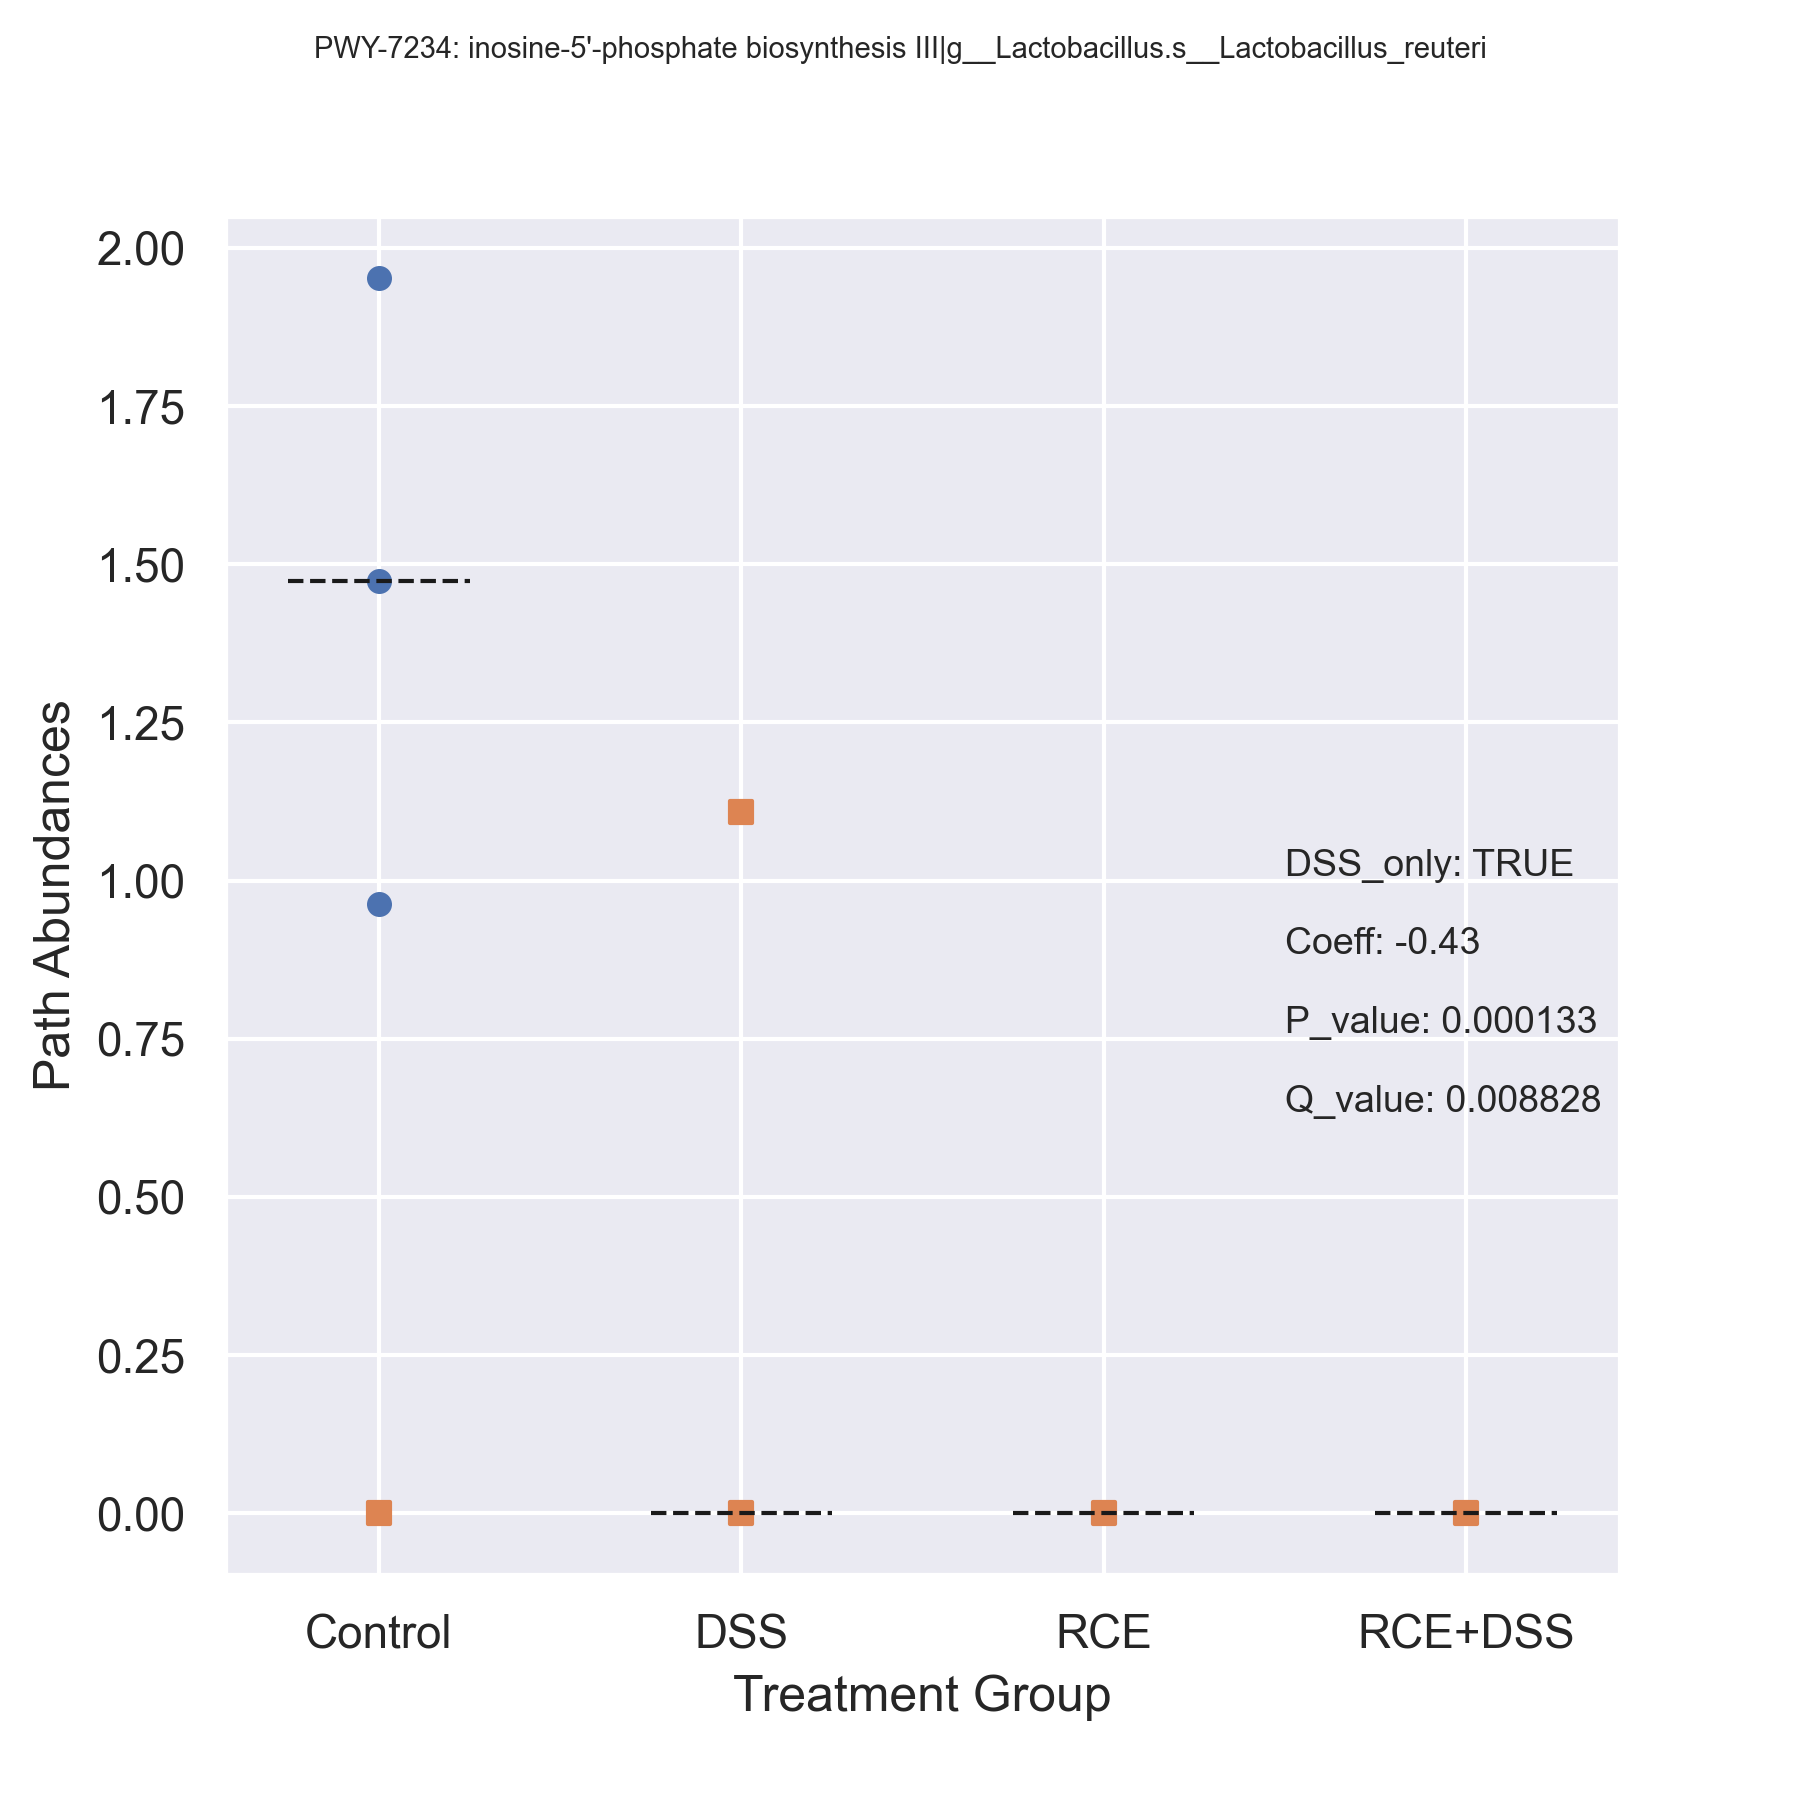 PWY-7234: inosine-5'-phosphate biosynthesis III|g__Lactobacillus.s__Lactobacillus_reuteri
2.00
1.75
1.50
1.25
1.00
0.75
0.50
0.25
0.00
Path Abundances
DSS_only: TRUE
Coeff: -0.43
P_value: 0.000133
Q_value: 0.008828
Control
DSS
RCE
RCE+DSS
Treatment Group